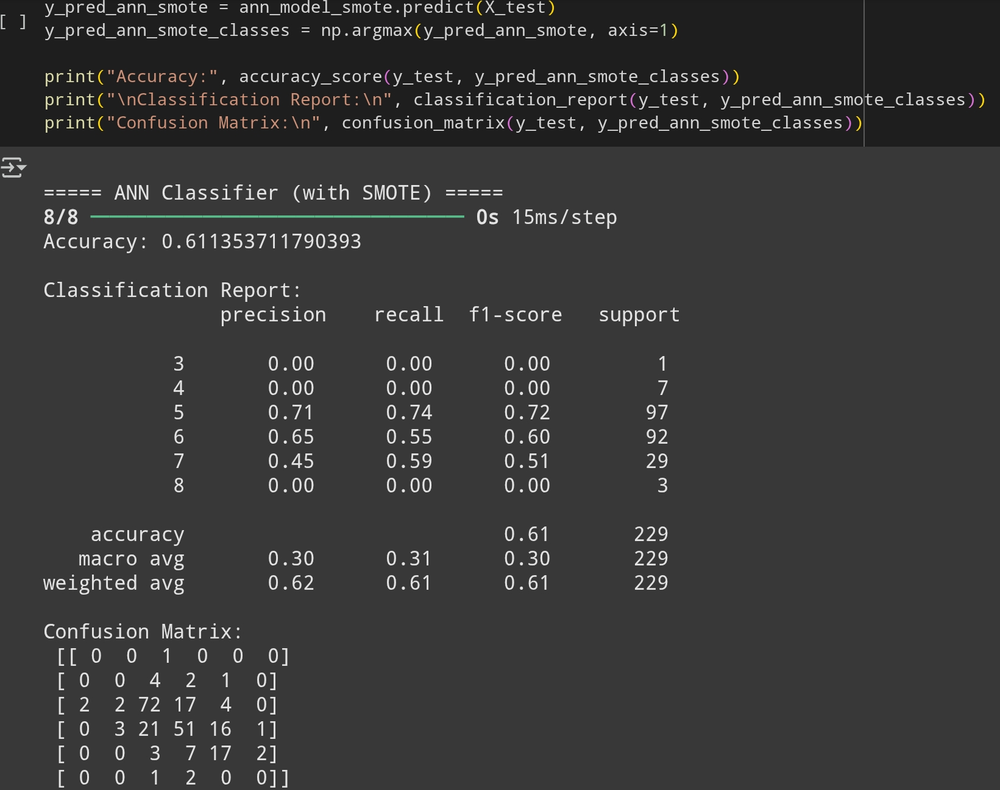 y_pred_ann_smote = ann_model_smote.predict(X_test)
[ ]
y_pred_ann_smote_classes = np.argmax(y_pred_ann_smote, axis=1)
print("Accuracy:", accuracy_score(y_test, y_pred_ann_smote_classes))
print("\nClassification Report:\n", classification_report(y_test, y_pred_ann_smote_classes))
print("Confusion Matrix:\n", confusion_matrix(y_test, y_pred_ann_smote_classes))
===== ANN Classifier (with SMOTE) =====
8/8 0s 15ms/step
Accuracy: 0.611353711790393
Classification Report:
precision recall f1-score support
3 0.00 0.00 0.00 1
4 0.00 0.00 0.00 7
5 0.71 0.74 0.72 97
6 0.65 0.55 0.60 92
7 0.45 0.59 0.51 29
8 0.00 0.00 0.00 3
accuracy 0.61 229
macro avg 0.30 0.31 0.30 229
weighted avg 0.62 0.61 0.61 229
Confusion Matrix:
[[ 0 0 1 0 0 0]
[ 0 0 4 2 1 0]
[ 2 2 72 17 4 0]
[ 0 3 21 51 16 1]
[ 0 0 3 7 17 2]
[ 0 0 1 2 0 0]]